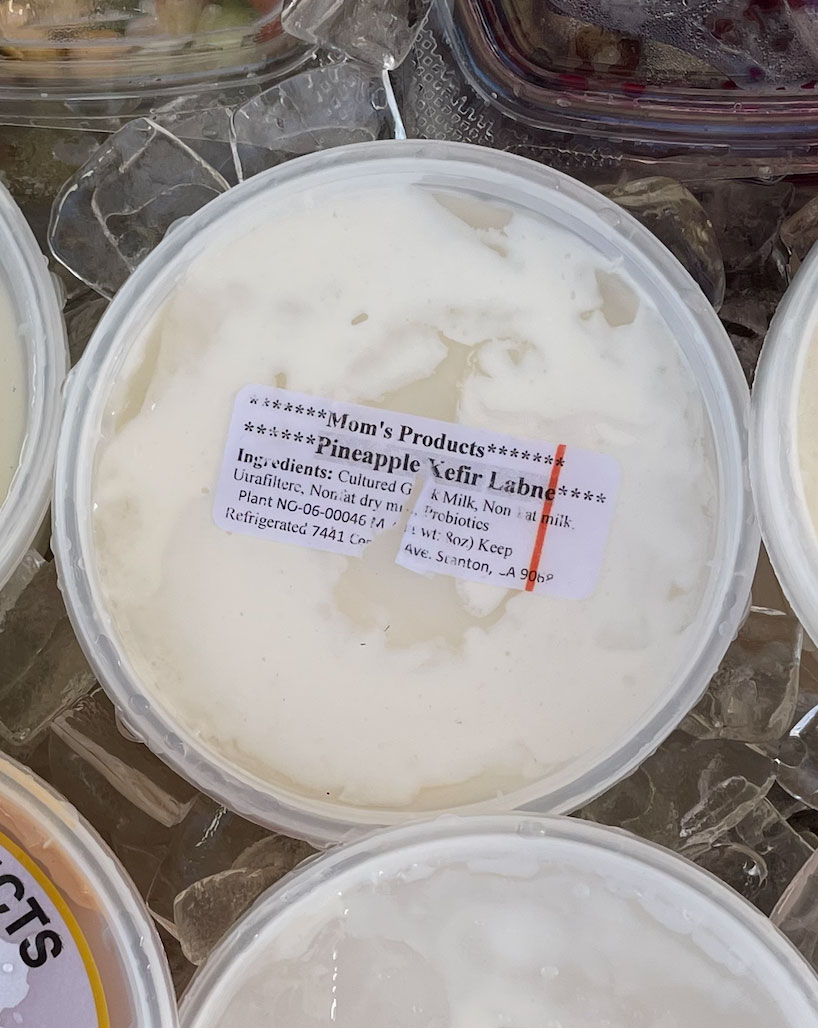 *******Mom's Products*******
******Pineapple Kefir Labne****
Ingredients: Cultured k Milk, Non at milk.
Utrafiltere, Nonfat dry Probiotics
Plant NO-06-00046 wt: 8oz) Keep
Refrigerated 7441 Ave. Stanton,
CTS